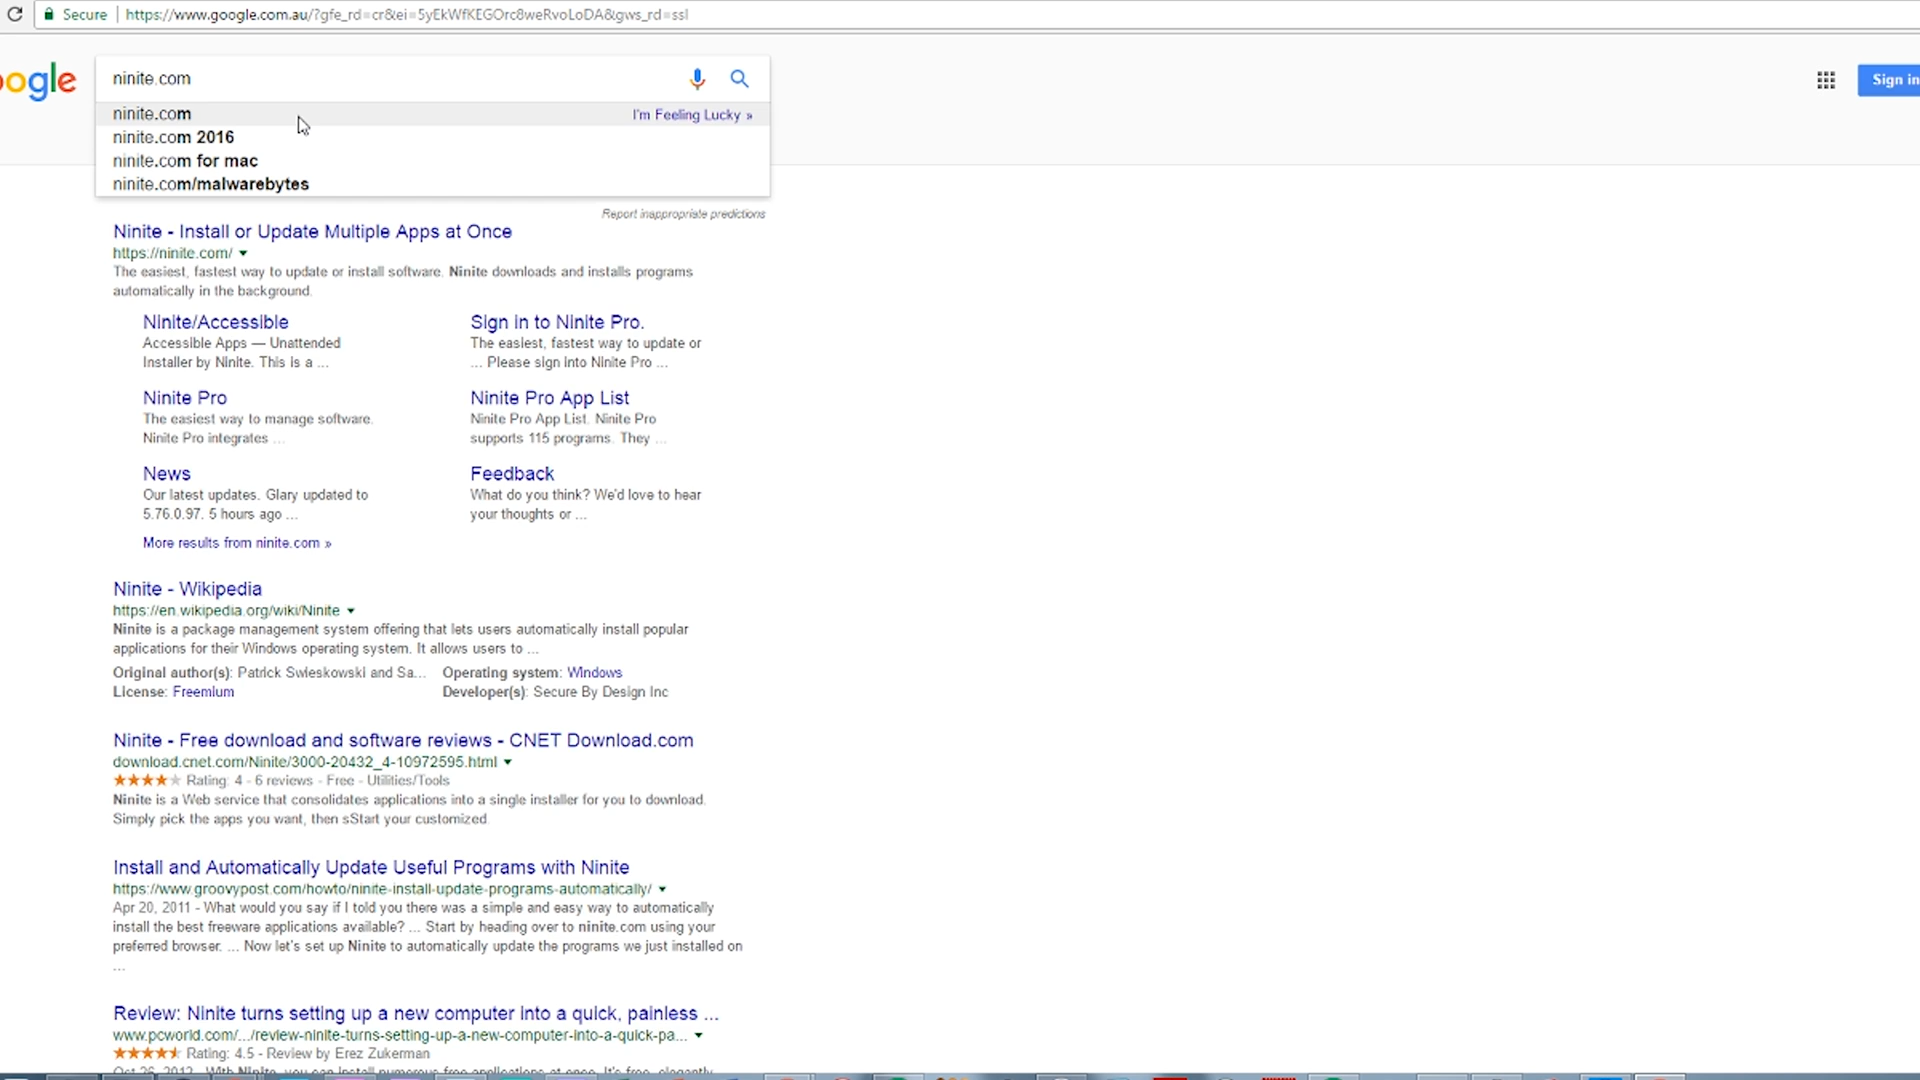 Secure | https://www.google.com.au/?gfe_rd=cr&ei=5yEkWfKEGOrc8weRvoLoDA&gws_rd=ssl
ogle
ninite.com
Sign in
ninite.com
I'm Feeling Lucky »
ninite.com 2016
ninite.com for mac
ninite.com/malwarebytes
Report inappropriate predictions
Ninite - Install or Update Multiple Apps at Once
https://ninite.com/
The easiest, fastest way to update or install software. Ninite downloads and installs programs
automatically in the background.
Ninite/Accessible
Accessible Apps — Unattended
Installer by Ninite. This is a ...
Sign in to Ninite Pro.
The easiest, fastest way to update or
... Please sign into Ninite Pro ...
Ninite Pro
The easiest way to manage software.
Ninite Pro integrates ...
Ninite Pro App List
Ninite Pro App List. Ninite Pro
supports 115 programs. They ...
News
Our latest updates. Glary updated to
5.76.0.97. 5 hours ago ...
Feedback
What do you think? We'd love to hear
your thoughts or ...
More results from ninite.com »
Ninite - Wikipedia
https://en.wikipedia.org/wiki/Ninite
Ninite is a package management system offering that lets users automatically install popular
applications for their Windows operating system. It allows users to ...
Original author(s): Patrick Swieskowski and Sa... Operating system: Windows
License: Freemium Developer(s): Secure By Design Inc
Ninite - Free download and software reviews - CNET Download.com
download.cnet.com/Ninite/3000-20432_4-10972595.html
Rating: 4 - 6 reviews - Free - Utilities/Tools
Ninite is a Web service that consolidates applications into a single installer for you to download.
Simply pick the apps you want, then sStart your customized
Install and Automatically Update Useful Programs with Ninite
https://www.groovypost.com/howto/ninite-install-update-programs-automatically/
Apr 20, 2011 - What would you say if I told you there was a simple and easy way to automatically
install the best freeware applications available? ... Start by heading over to ninite.com using your
preferred browser. ... Now let's set up Ninite to automatically update the programs we just installed on
...
Review: Ninite turns setting up a new computer into a quick, painless ...
www.pcworld.com/.../review-ninite-turns-setting-up-a-new-computer-into-a-quick-pa...
Rating: 4.5 - Review by Erez Zukerman
Oct 26, 2012 - With Ninite, you can install numerous free applications at once. It's free, elegantly